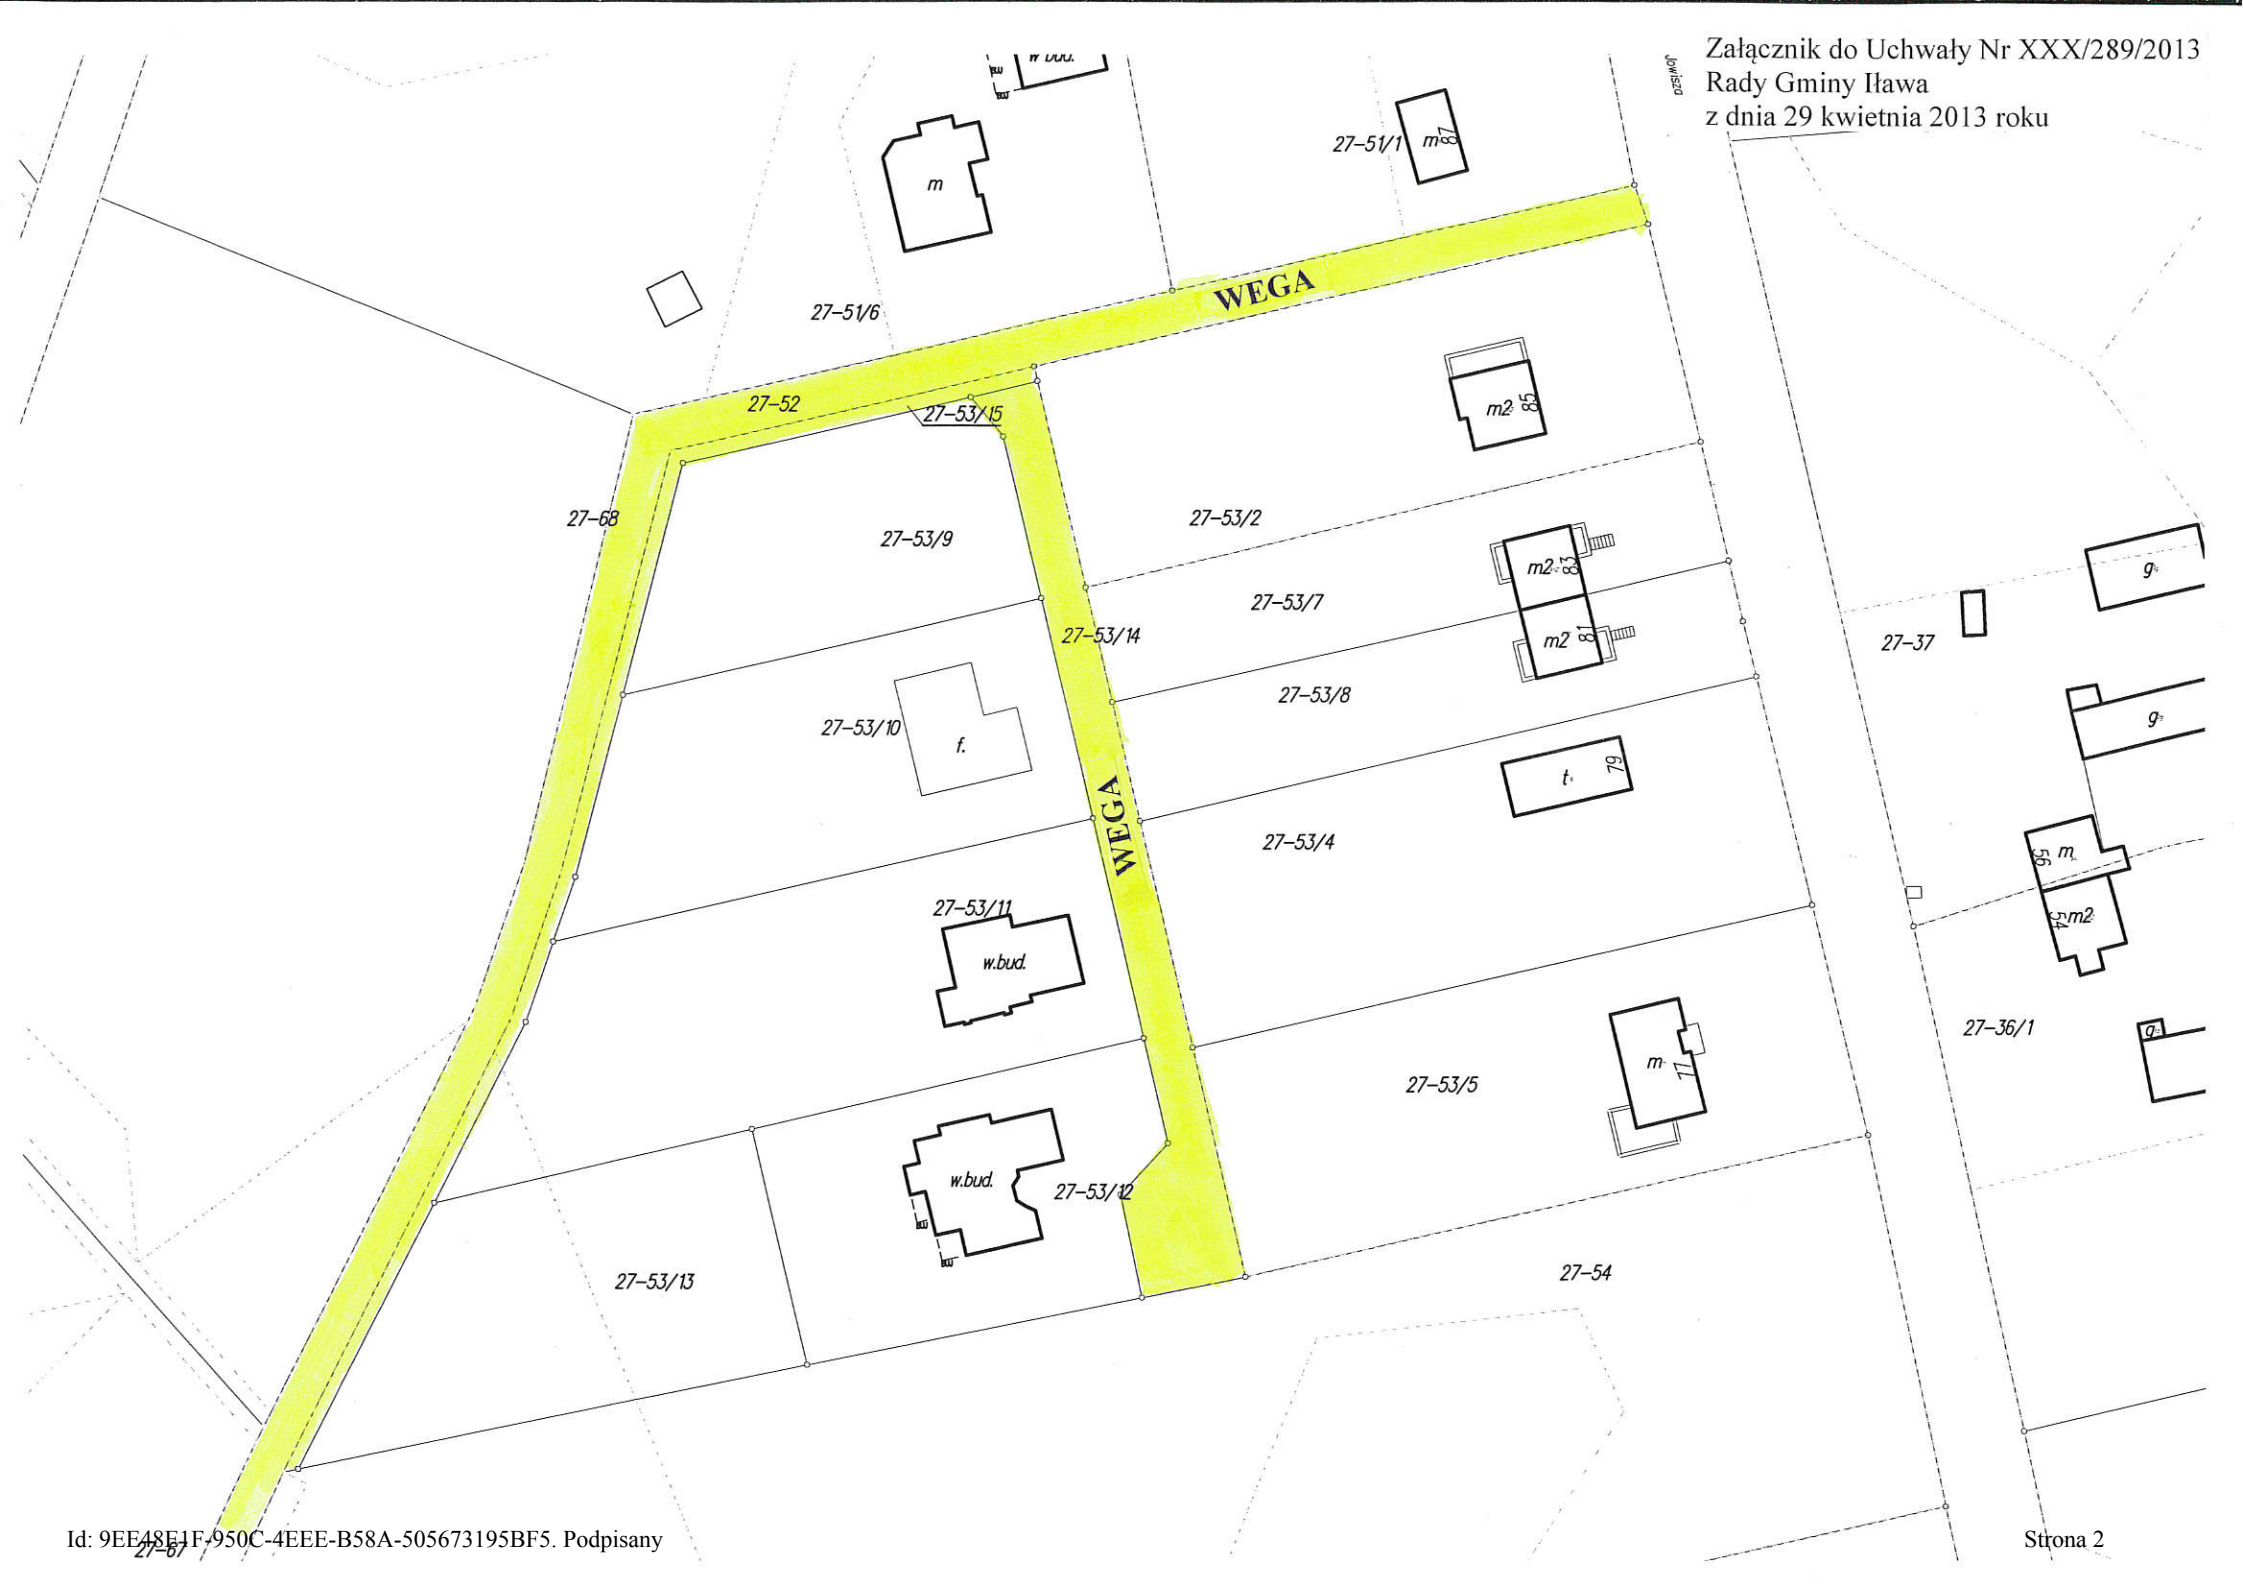 Załącznik do Uchwały Nr XXX/289/2013
Rady Gminy Iława
z dnia 29 kwietnia 2013 roku
Jowisza
w bud.
m
27-51/1
m
87
27-51/6
WEGA
27-52
27-53/15
m2
85
27-68
27-53/9
27-53/2
m2
83
27-53/7
27-53/14
m2
81
27-53/8
27-37
g
g
27-53/10
f.
t
79
WEGA
27-53/4
56
m
54
m2
27-53/11
w.bud.
27-36/1
g
27-53/5
m
77
w.bud.
27-53/12
27-53/13
27-54
Id: 9EE48E1F-950C-4EEE-B58A-505673195BF5. Podpisany
27-67
Strona 2